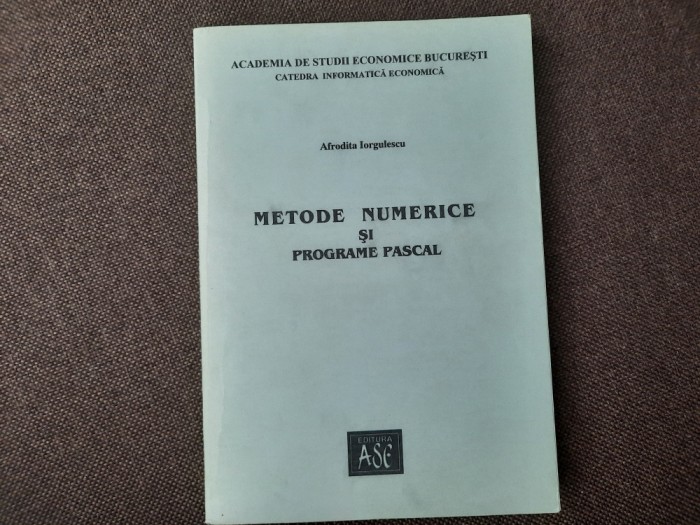 ACADEMIA DE STUDII ECONOMICE BUCUREŞTI
CATEDRA INFORMATICĂ ECONOMICĂ
Afrodita Iorgulescu
METODE NUMERICE
ŞI
PROGRAME PASCAL
EDITURA
ASE